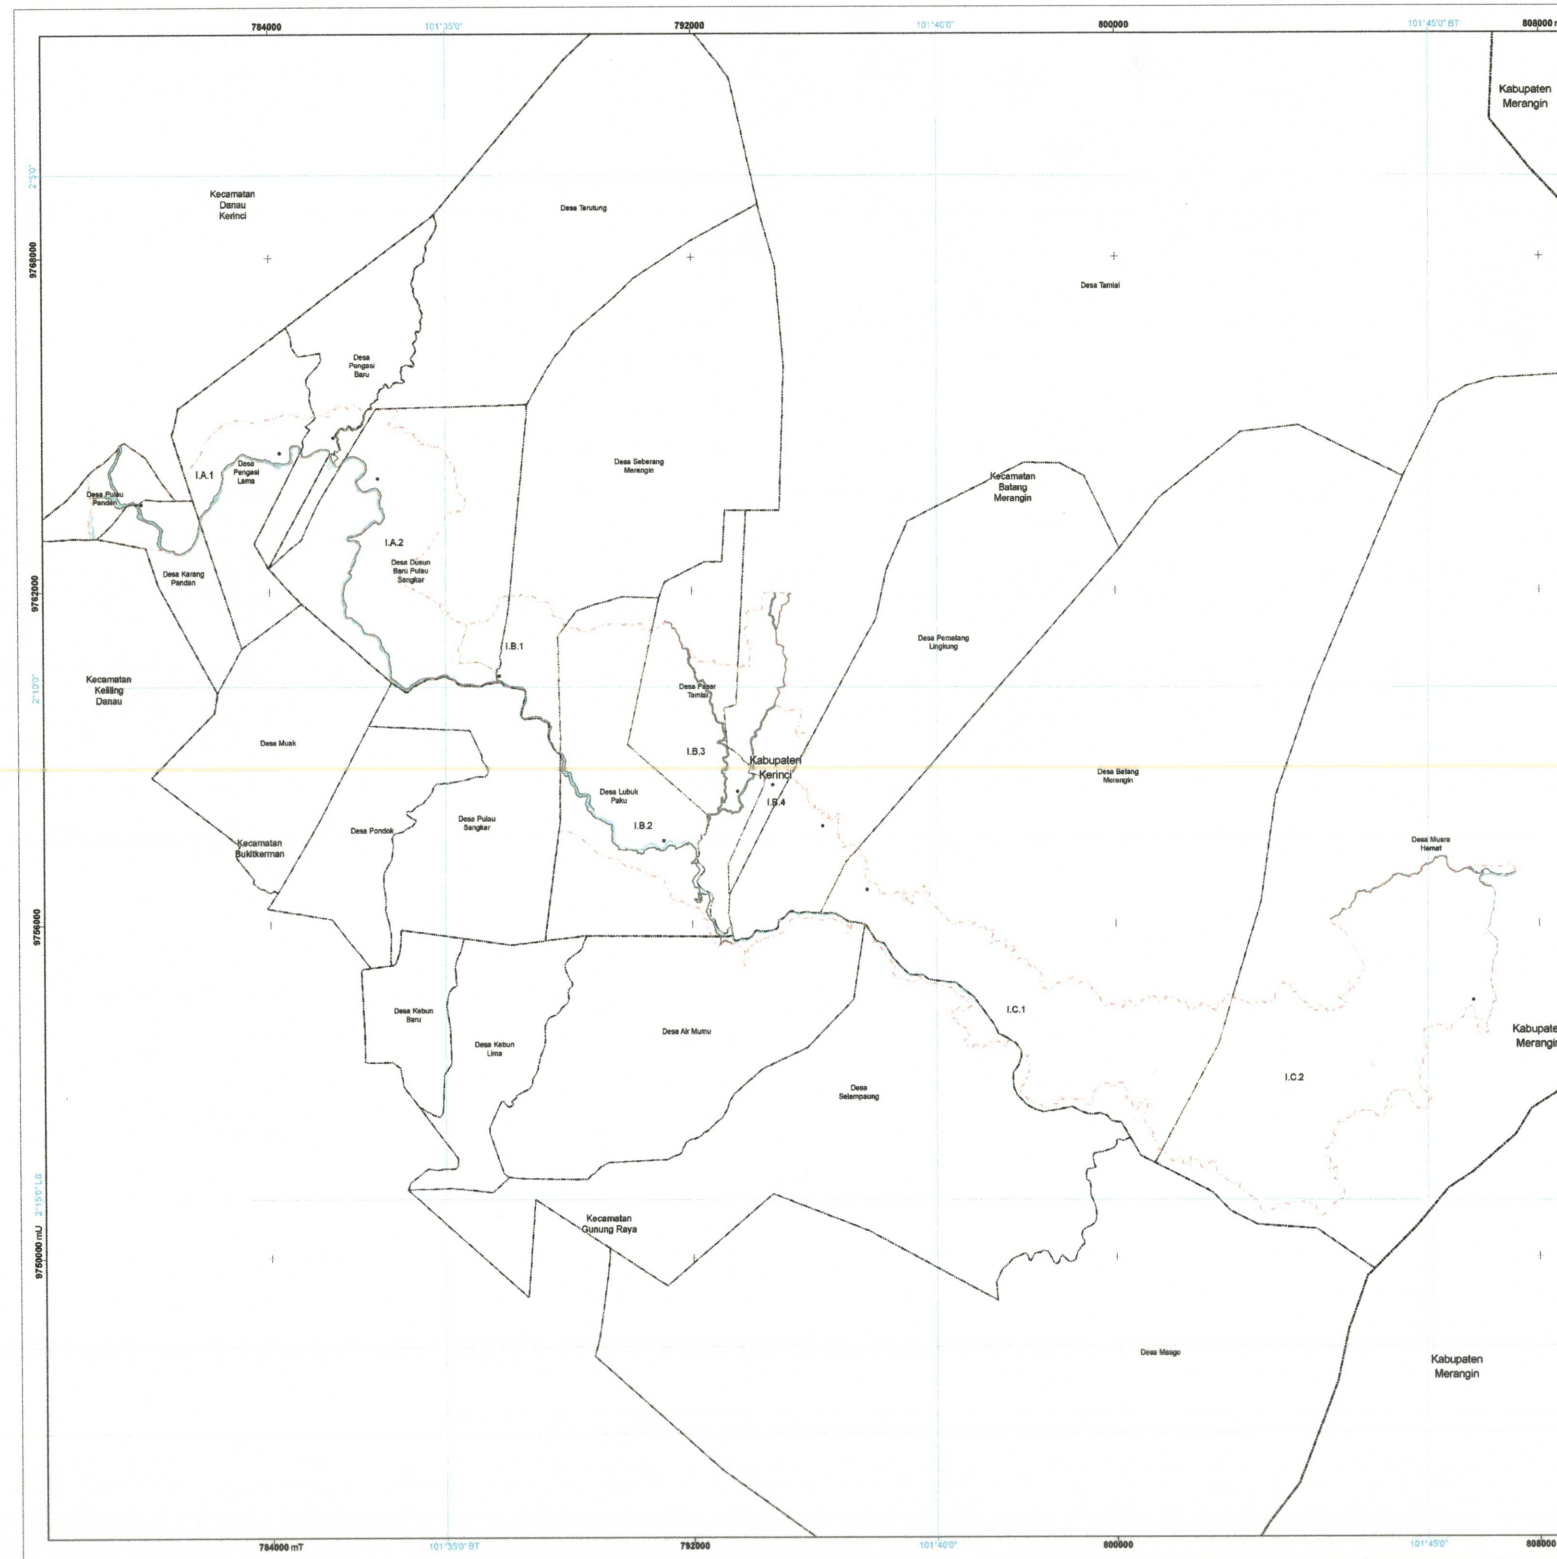 784000
101°35'0"
792000
101°40'0"
800000
101°45'0" BT
808000 m
Kabupaten
Merangin
2°5'0"
Kecamatan
Danau
Kerinci
Desa Tarutung
9768000
Desa Tamiai
Desa
Pengasi
Baru
I.A.1
Desa
Pengasi
Lama
Desa Seberang
Merangin
Kecamatan
Batang
Merangin
Desa Pulau
Pandan
I.A.2
Desa Dusun
Baru Pulau
Sangkar
Desa Karang
Pandan
9762000
I.B.1
Desa Pematang
Lingkung
Kecamatan
Keliling
Danau
2°10'0"
Desa Pasar
Tamiai
Desa Muak
I.B.3
Kabupaten
Kerinci
Desa Batang
Merangin
Desa Lubuk
Paku
I.B.4
Desa Pulau
Sangkar
I.B.2
Desa Pondok
Kecamatan
Bukitkerman
Desa Muara
Hemat
9756000
Desa Kebun
Baru
I.C.1
Desa Air Mumu
Kabupate
Merangin
Desa Kebun
Lima
I.C.2
Desa
Selampaung
2°15'0" LS
Kecamatan
Gunung Raya
9750000 mU
Desa Masgo
Kabupaten
Merangin
784000 mT
101°35'0" BT
792000
101°40'0"
800000
101°45'0"
808000